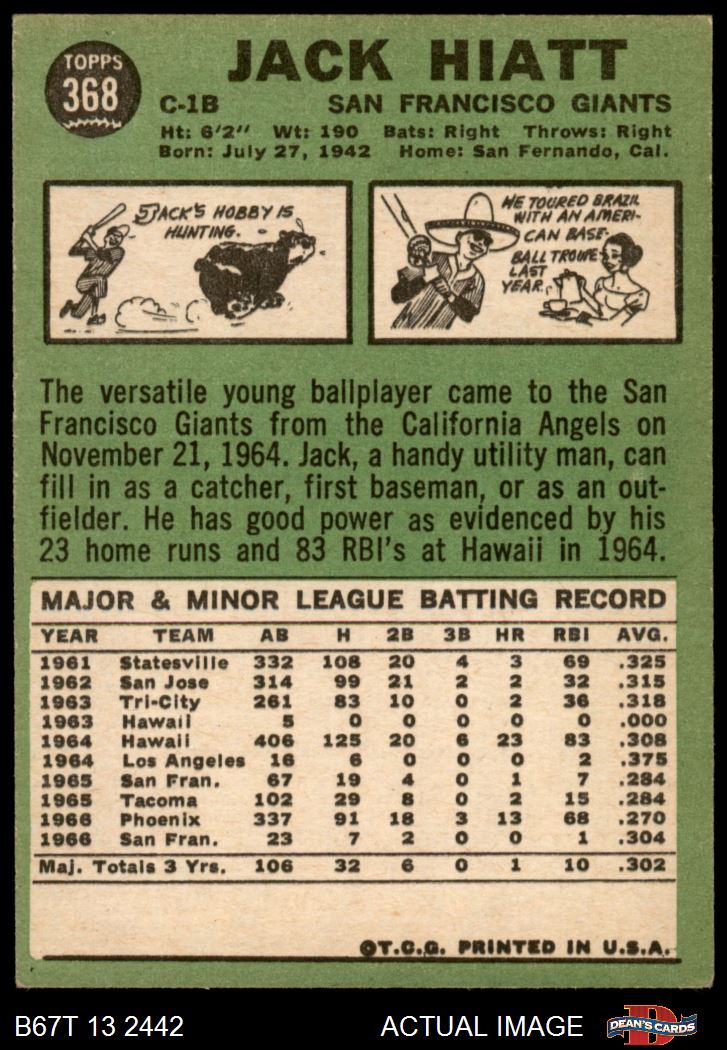 TOPPS
368
JACK HIATT
C-1B SAN FRANCISCO GIANTS
Ht: 6'2" Wt: 190 Bats: Right Throws: Right
Born: July 27, 1942 Home: San Fernando, Cal.
JACK'S HOBBY IS
HUNTING.
HE TOURED BRAZIL
WITH AN AMERI-
CAN BASE-
BALL TROUPE
LAST
YEAR.
The versatile young ballplayer came to the San
Francisco Giants from the California Angels on
November 21, 1964. Jack, a handy utility man, can
fill in as a catcher, first baseman, or as an out-
fielder. He has good power as evidenced by his
23 home runs and 83 RBI's at Hawaii in 1964.
MAJOR & MINOR LEAGUE BATTING RECORD
YEAR TEAM AB H 2B 3B HR RBI AVG.
1961 Statesville 332 108 20 4 3 69 .325
1962 San Jose 314 99 21 2 2 32 .315
1963 Tri-City 261 83 10 0 2 36 .318
1963 Hawaii 5 0 0 0 0 0 .000
1964 Hawaii 406 125 20 6 23 83 .308
1964 Los Angeles 16 6 0 0 0 2 .375
1965 San Fran. 67 19 4 0 1 7 .284
1965 Tacoma 102 29 8 0 2 15 .284
1966 Phoenix 337 91 18 3 13 68 .270
1966 San Fran. 23 7 2 0 0 1 .304
Maj. Totals 3 Yrs. 106 32 6 0 1 10 .302
©T.C.G. PRINTED IN U.S.A.
B67T 13 2442 ACTUAL IMAGE
D
DEAN'S CARDS